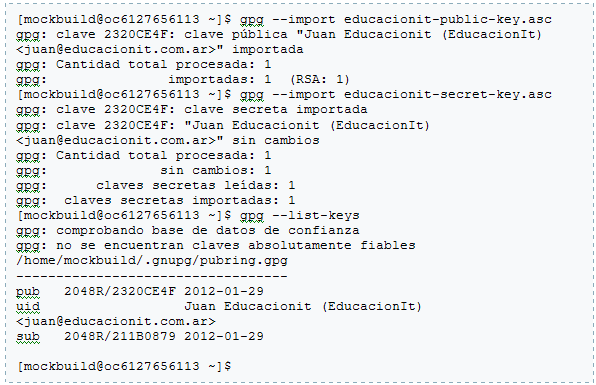 [mockbuild@oc6127656113 ~]$ gpg --import educacionit-public-key.asc
gpg: clave 2320CE4F: clave pública "Juan Educacionit (EducacionIt)
<juan@educacionit.com.ar>" importada
gpg: Cantidad total procesada: 1
gpg:               importadas: 1  (RSA: 1)
[mockbuild@oc6127656113 ~]$ gpg --import educacionit-secret-key.asc
gpg: clave 2320CE4F: clave secreta importada
gpg: clave 2320CE4F: "Juan Educacionit (EducacionIt)
<juan@educacionit.com.ar>" sin cambios
gpg: Cantidad total procesada: 1
gpg:              sin cambios: 1
gpg:      claves secretas leídas: 1
gpg:  claves secretas importadas: 1
[mockbuild@oc6127656113 ~]$ gpg --list-keys
gpg: comprobando base de datos de confianza
gpg: no se encuentran claves absolutamente fiables
/home/mockbuild/.gnupg/pubring.gpg
----------------------------------
pub   2048R/2320CE4F 2012-01-29
uid                  Juan Educacionit (EducacionIt)
<juan@educacionit.com.ar>
sub   2048R/211B0879 2012-01-29
[mockbuild@oc6127656113 ~]$